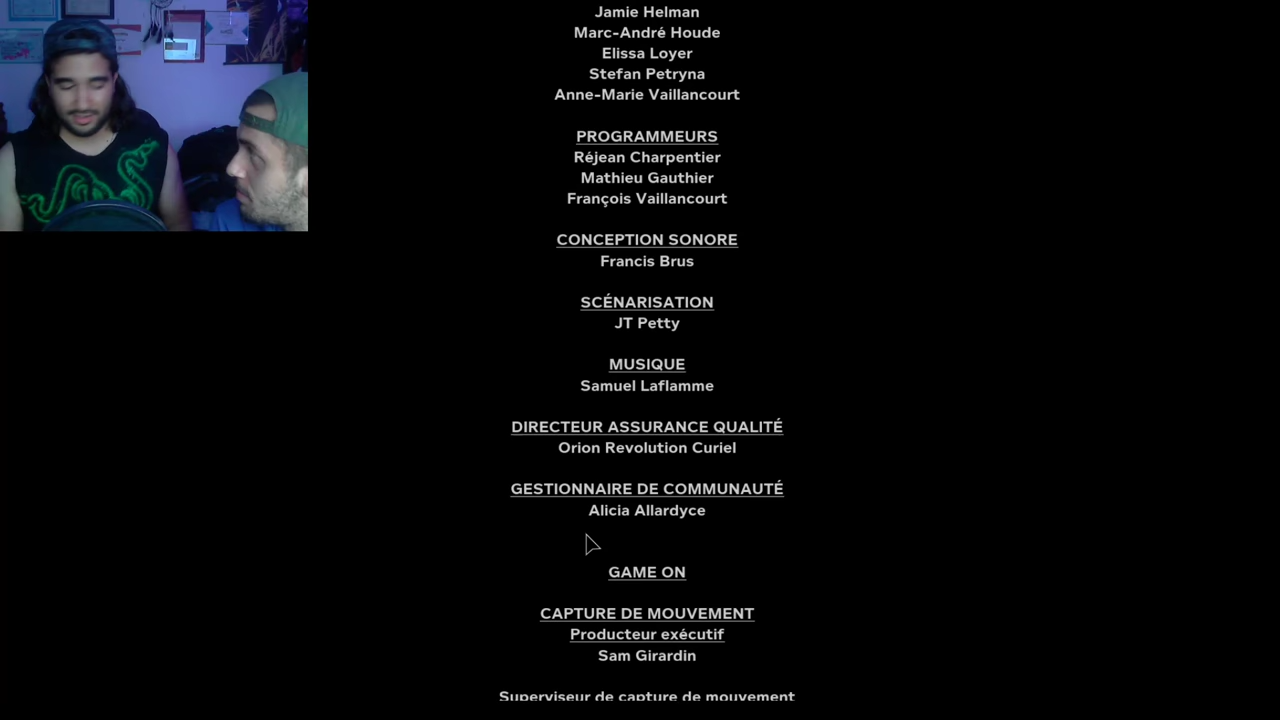 Jamie Helman
Marc-André Houde
Elissa Loyer
Stefan Petryna
Anne-Marie Vaillancourt
PROGRAMMEURS
Réjean Charpentier
Mathieu Gauthier
François Vaillancourt
CONCEPTION SONORE
Francis Brus
SCÉNARISATION
JT Petty
MUSIQUE
Samuel Laflamme
DIRECTEUR ASSURANCE QUALITÉ
Orion Revolution Curiel
GESTIONNAIRE DE COMMUNAUTÉ
Alicia Allardyce
GAME ON
CAPTURE DE MOUVEMENT
Producteur exécutif
Sam Girardin
Superviseur de capture de mouvement